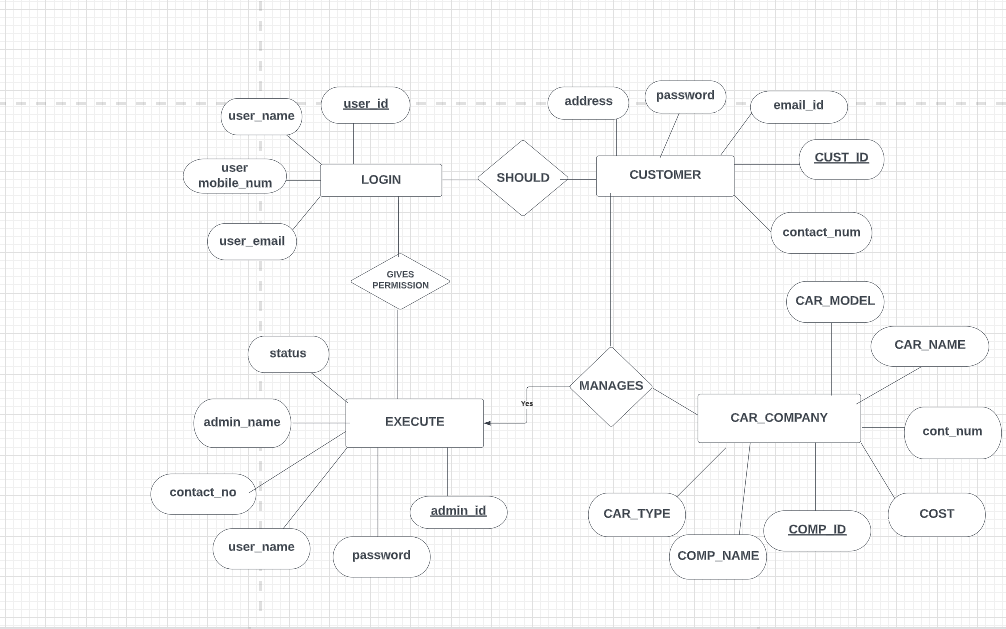 user_name
user_id
address
password
email_id
user
mobile_num
LOGIN
SHOULD
CUSTOMER
CUST_ID
user_email
contact_num
GIVES
PERMISSION
CAR_MODEL
status
CAR_NAME
MANAGES
Yes
admin_name
EXECUTE
CAR_COMPANY
cont_num
contact_no
admin_id
CAR_TYPE
COMP_ID
COST
user_name
password
COMP_NAME